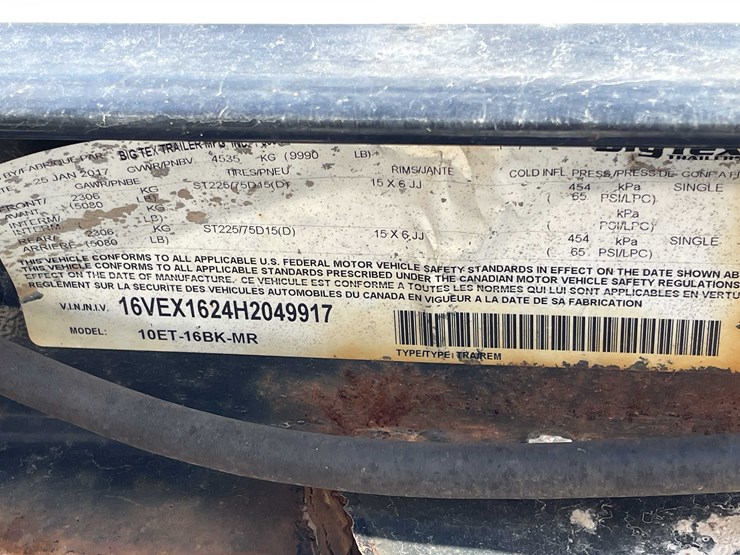 BIG TEX
TRAILERS
BY/FABRIQUE PAR BIG TEX TRAILER MFG. INC.
25 JAN 2017 GVWR/PNBV 4535 KG (9990 LB)
GAWR/PNBE TIRES/PNEU RIMS/JANTE COLD INFL. PRESS/PRESS DE
FRONT/ 2306 KG ST225/75D15(D) 15 X 6 JJ 454 kPa SINGLE
AVANT (5080 LB) ( 65 PSI/LPC)
INTERM/ KG kPa
INTERM ( LB) ( PSI/LPC)
REAR/ 2306 KG ST225/75D15(D) 15 X 6 JJ 454 kPa SINGLE
ARRIERE (5080 LB) ( 65 PSI/LPC)
THIS VEHICLE CONFORMS TO ALL APPLICABLE U.S. FEDERAL MOTOR VEHICLE SAFETY STANDARDS IN EFFECT ON THE DATE SHOWN AB
THIS VEHICLE CONFORMS TO ALL APPLICABLE STANDARDS PRESCRIBED UNDER THE CANADIAN MOTOR VEHICLE SAFETY REGULATIONS
EFFECT ON THE DATE OF MANUFACTURE. CE VEHICULE EST CONFORME A TOUTES LES NORMES QUI LUI SONT APPLICABLES EN VERTU
REGLEMENT SUR LA SECURITE DES VEHICULES AUTOMOBILES DU CANADA EN VIGUEUR A LA DATE DE SA FABRICATION
V.I.N./N.I.V. 16VEX1624H2049917
MODEL: 10ET-16BK-MR
TYPE/TYPE: TRA/REM